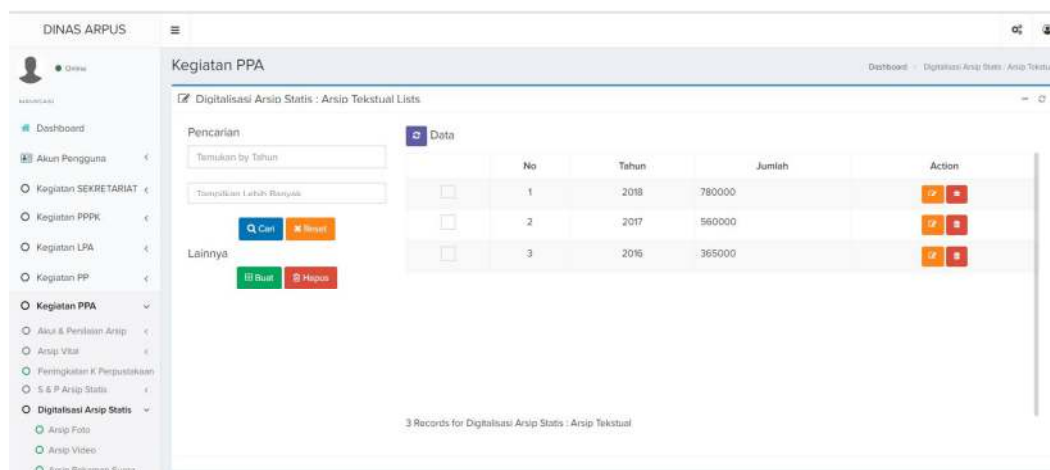 DINAS ARPUS
Online
Kegiatan PPA
Dashboard
Digitalisasi Arsip Statis : Arsip Tekstual Lists
Dashboard
Akun Pengguna
Kegiatan SEKRETARIAT
Kegiatan PPPK
Kegiatan LPA
Kegiatan PP
Kegiatan PPA
Arsip Vital
Peningkatan K Perpustakaan
S & P Arsip Statis
Digitalisasi Arsip Statis
Arsip Foto
Arsip Video
Pencarian
Temukan by Tahun
Tampilkan Lebih Banyak
Cari Reset
Lainnya
Buat Hapus
Data
No Tahun Jumlah Action
1 2018 780000
2 2017 560000
3 2016 365000
3 Records for Digitalisasi Arsip Statis : Arsip Tekstual